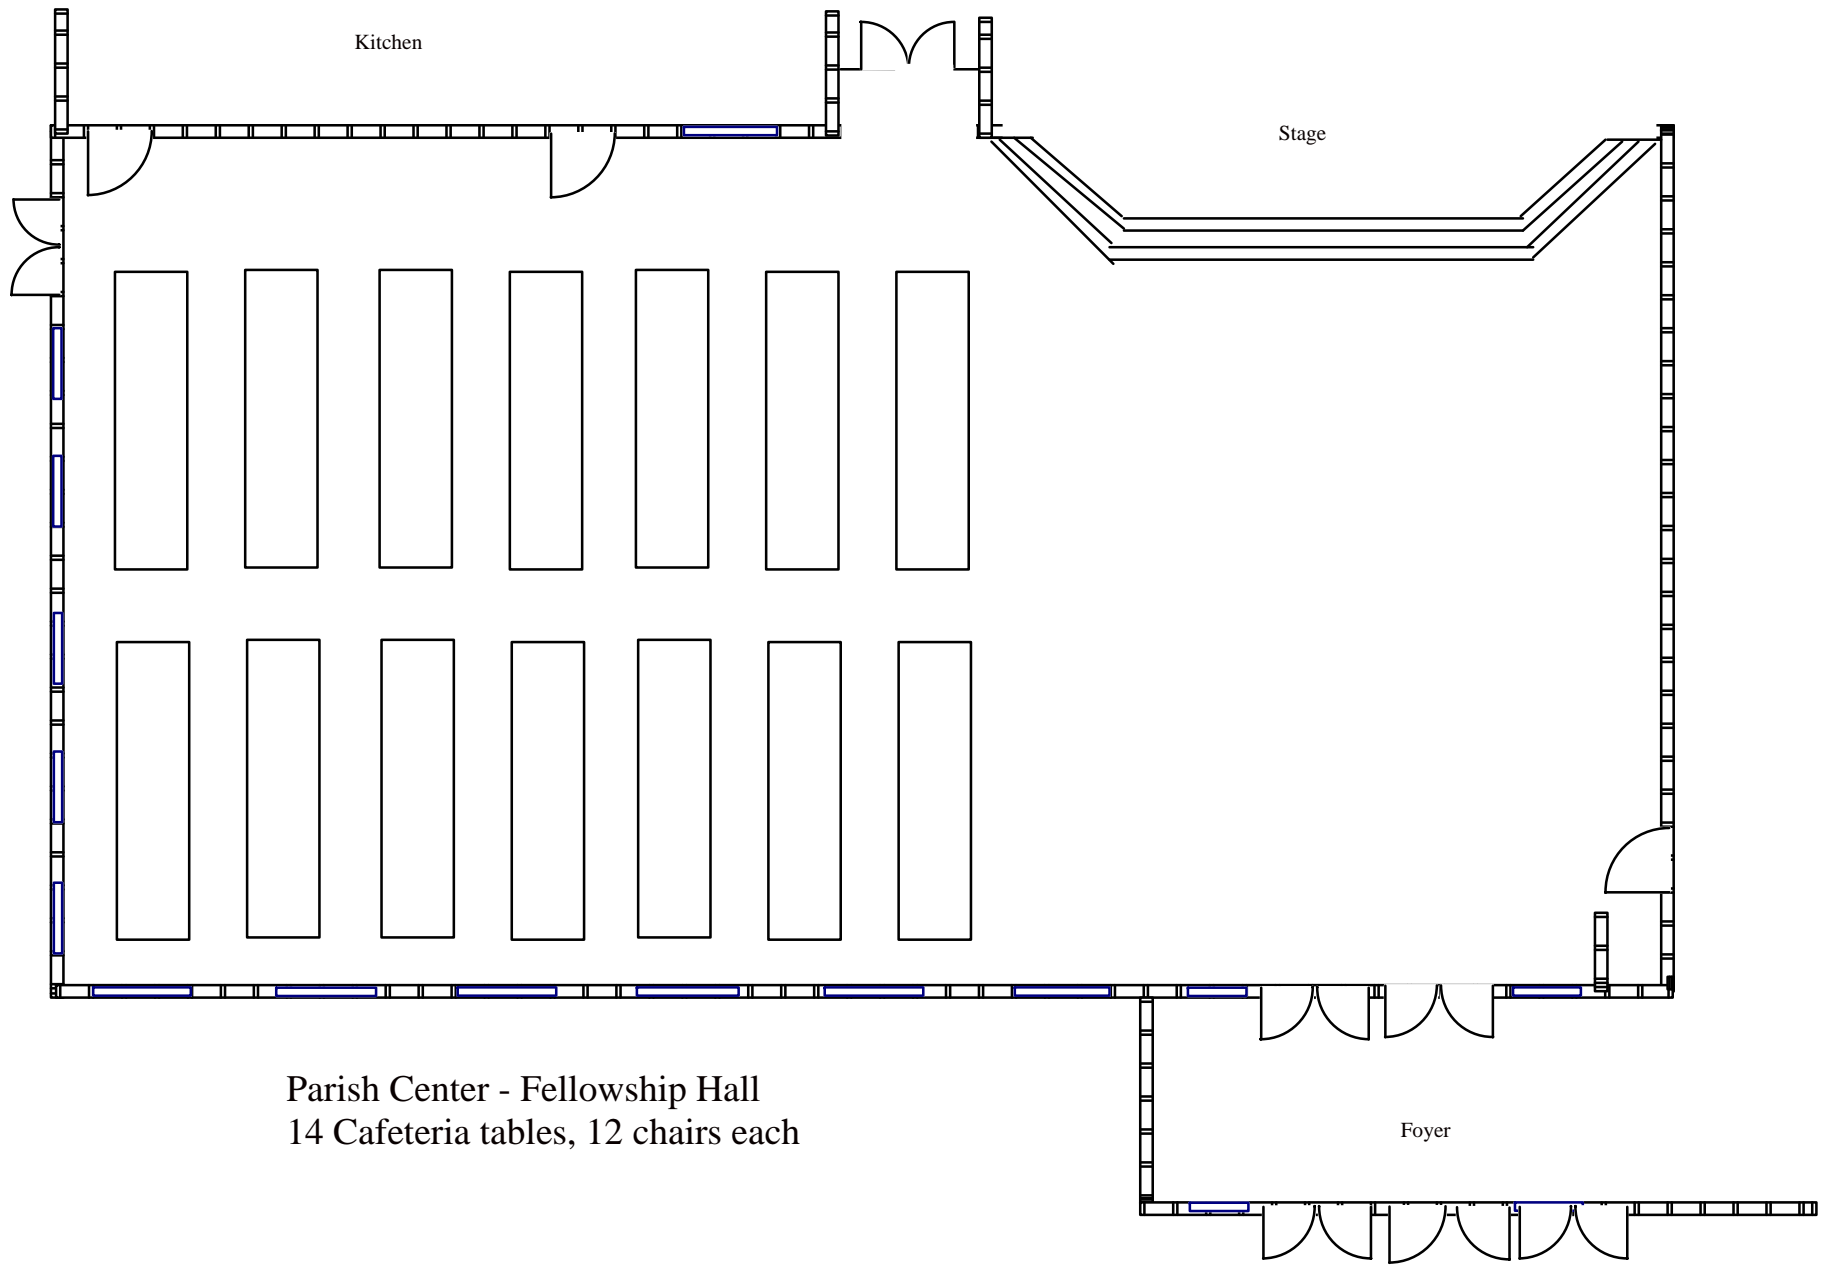 Kitchen
Stage
Parish Center - Fellowship Hall
14 Cafeteria tables, 12 chairs each
Foyer